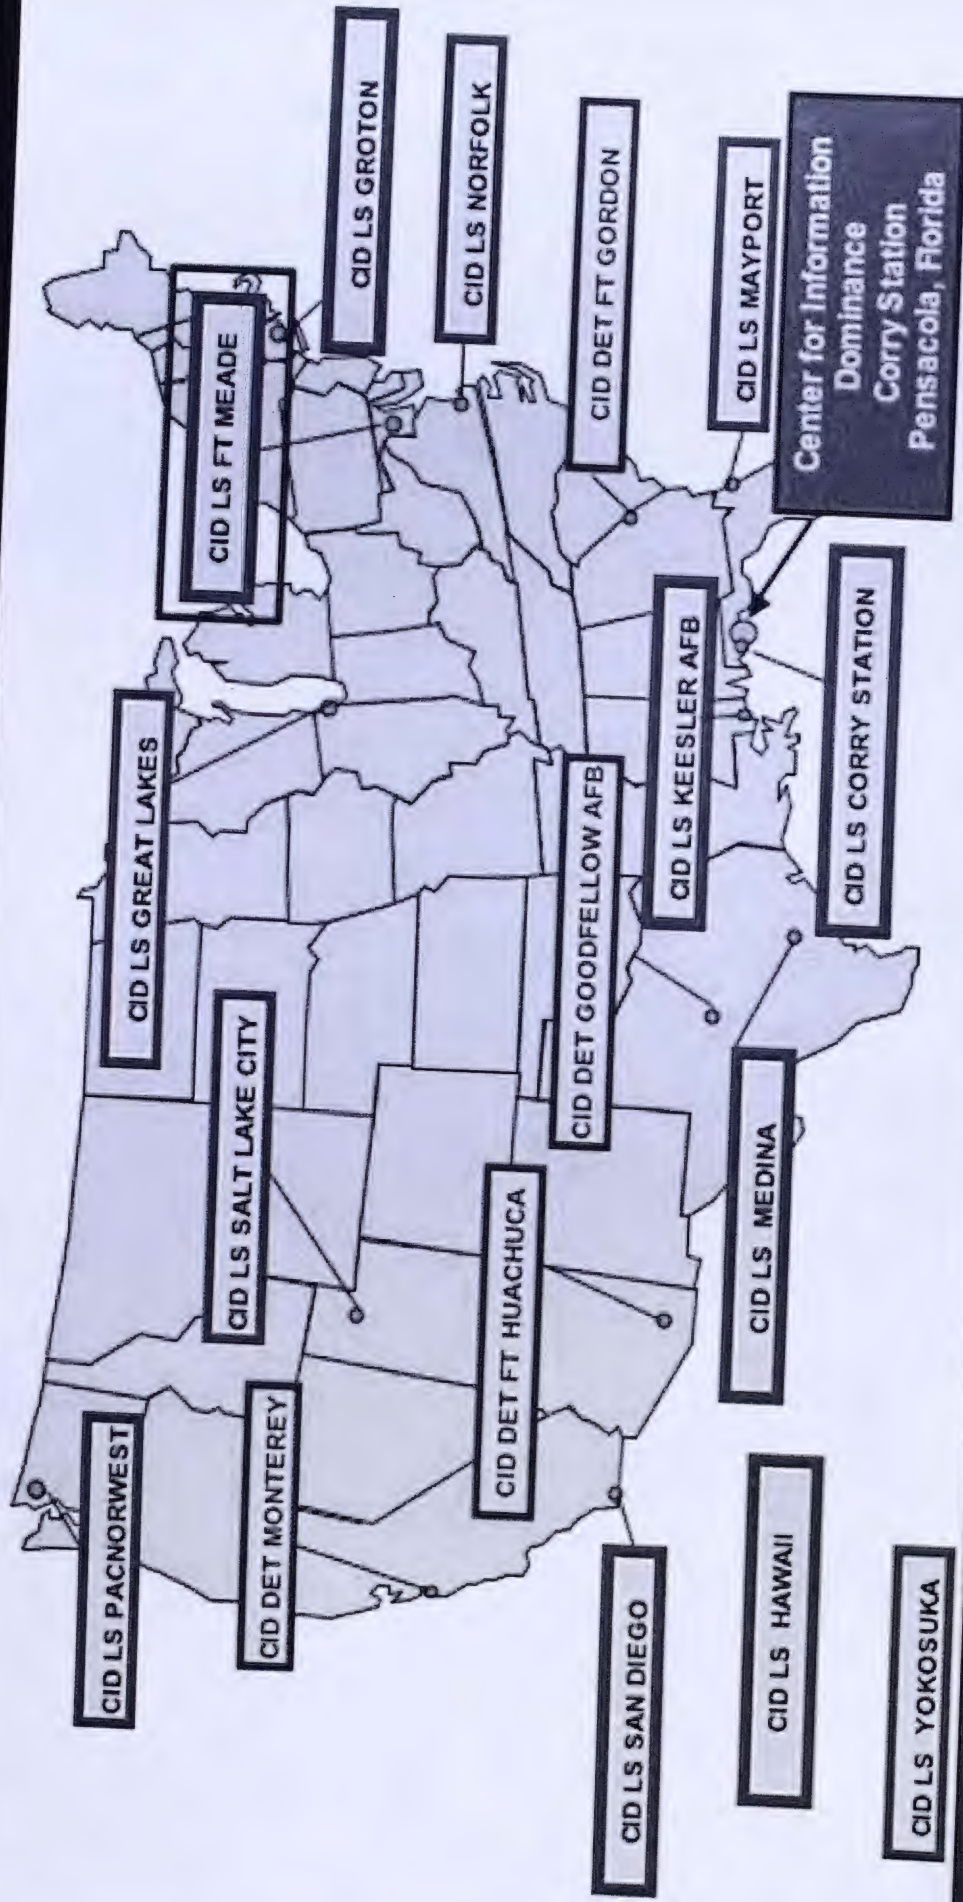 CID LS PACNORWEST
CID DET MONTEREY
CID LS SALT LAKE CITY
CID LS GREAT LAKES
CID LS FT MEADE
CID LS GROTON
CID LS NORFOLK
CID DET FT GORDON
CID LS MAYPORT
Center for Information
Dominance
Corry Station
Pensacola, Florida
CID DET FT HUACHUCA
CID DET GOODFELLOW AFB
CID LS KEESLER AFB
CID LS CORRY STATION
CID LS MEDINA
CID LS SAN DIEGO
CID LS HAWAII
CID LS YOKOSUKA